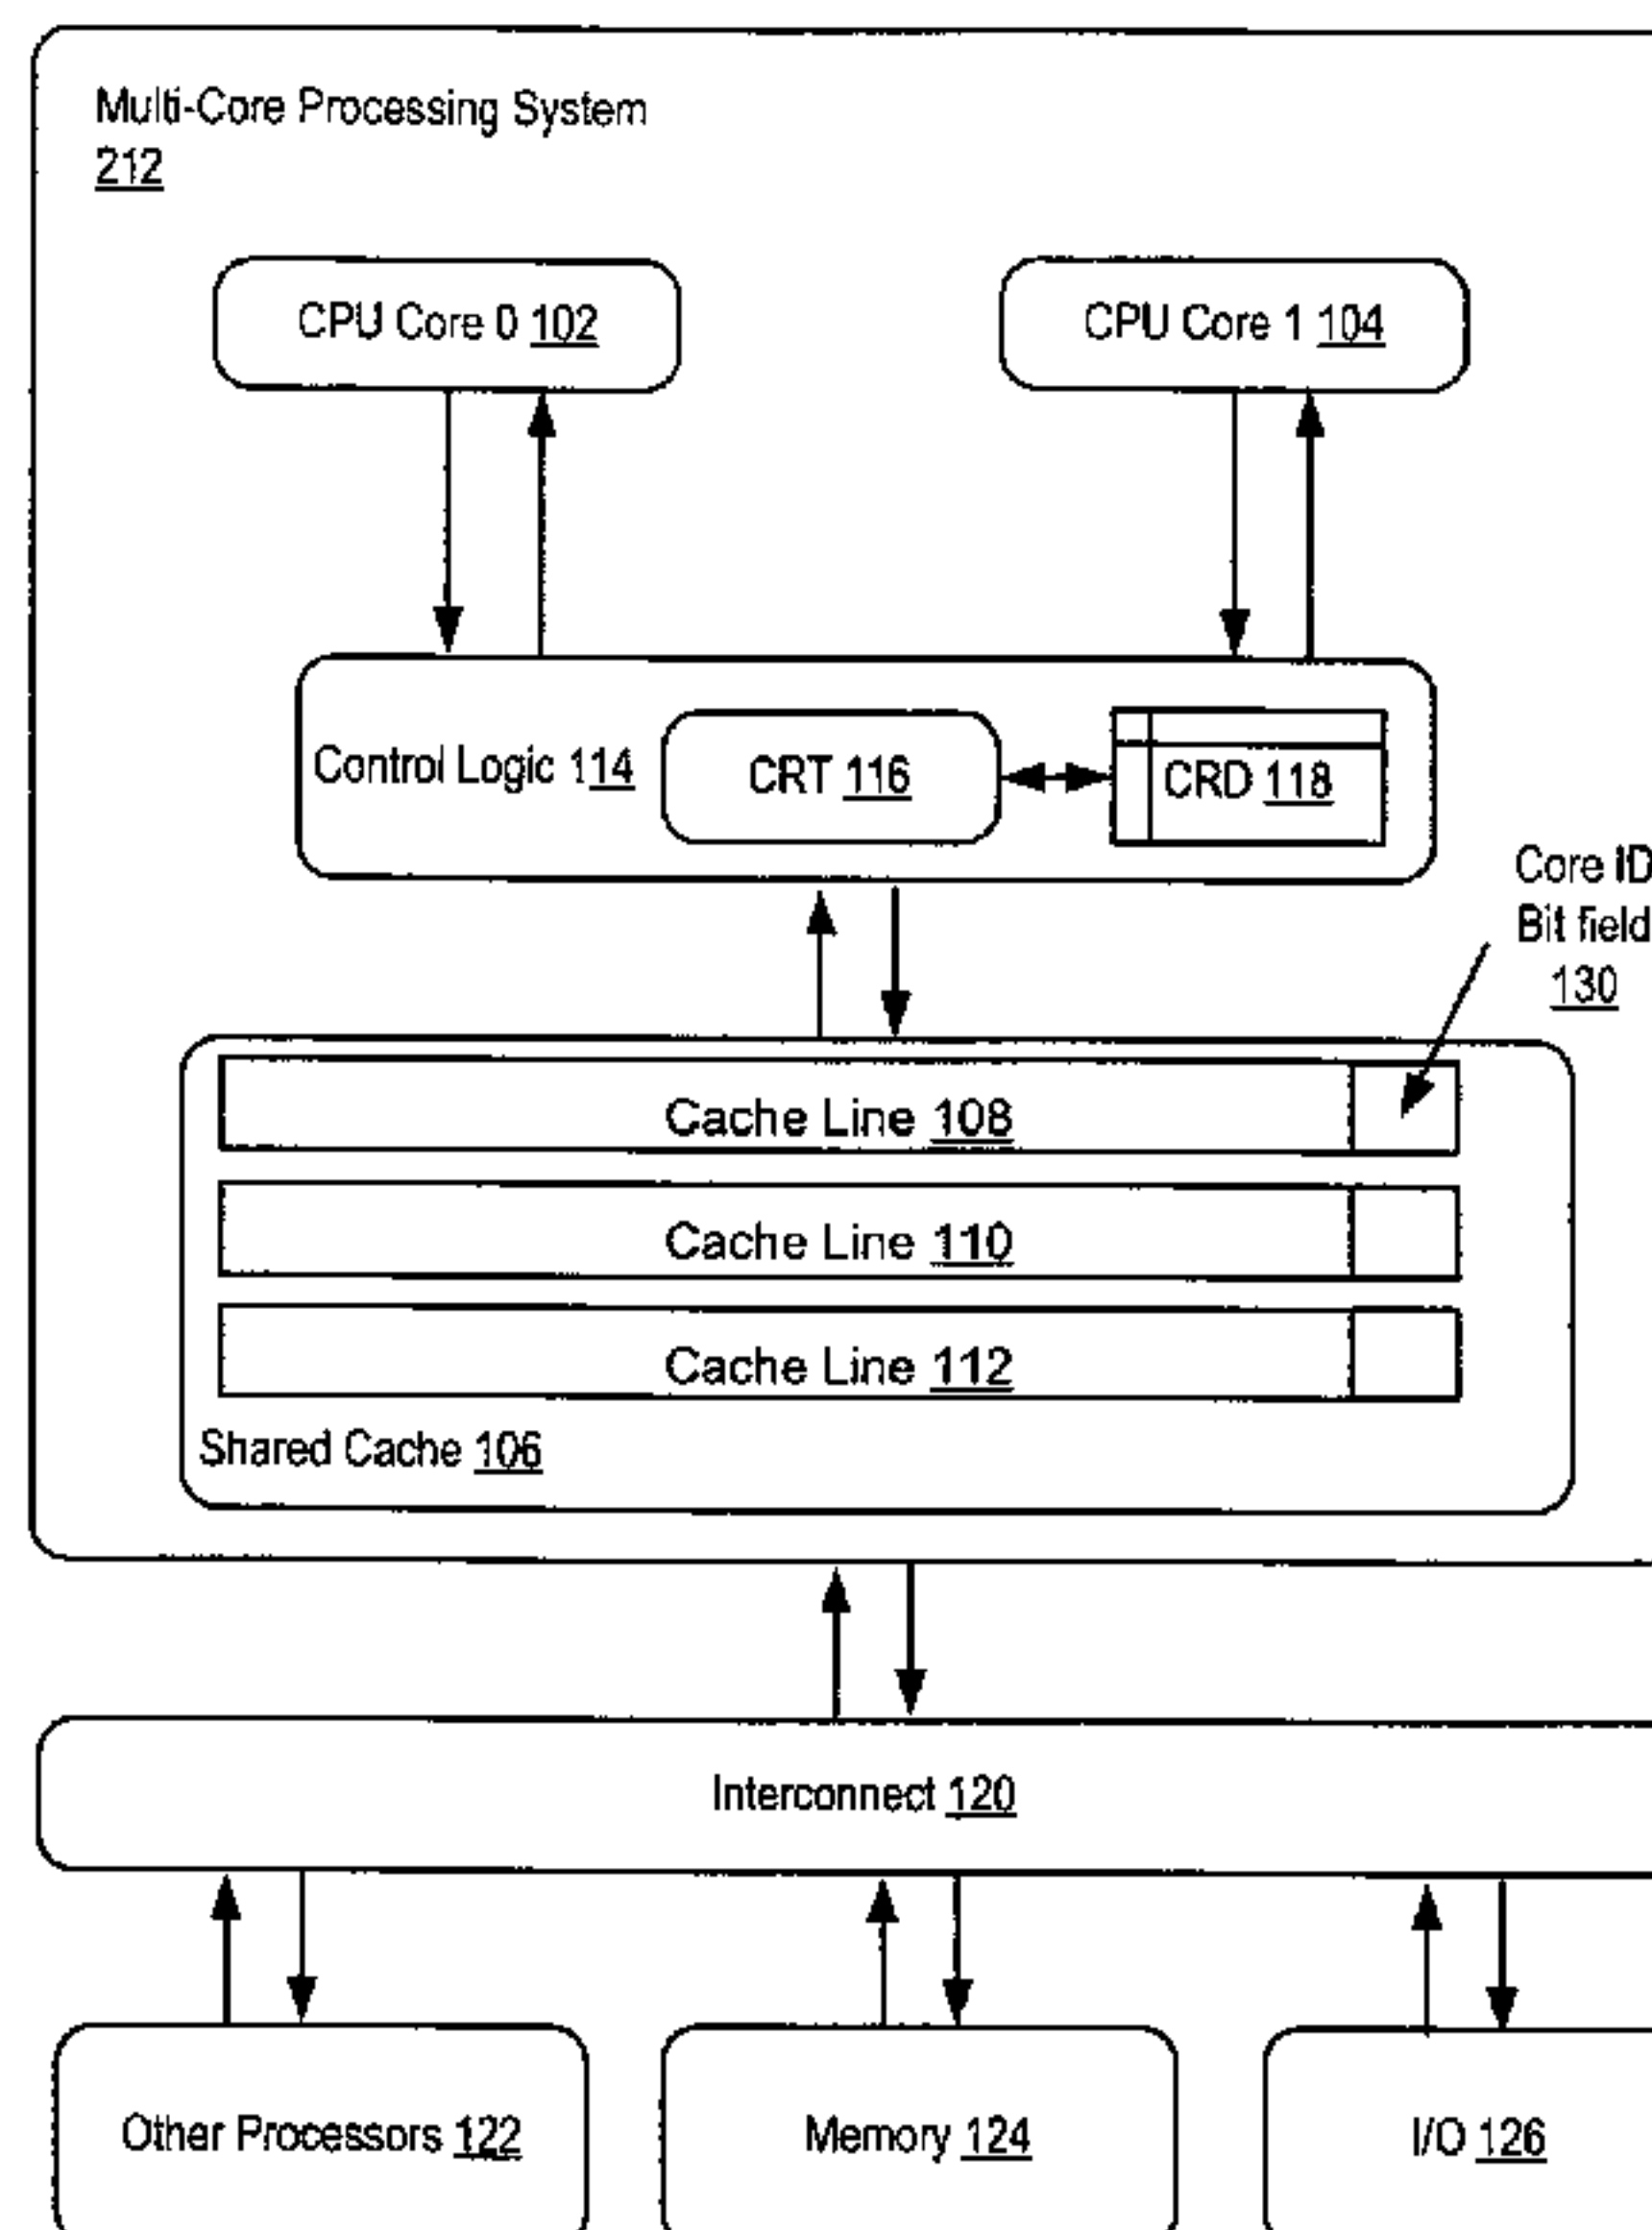 Multi-Core Processing System
212
CPU Core 0 102
CPU Core 1 104
Control Logic 114
CRT 116
CRD 118
Core ID
Bit field
130
Cache Line 108
Cache Line 110
Cache Line 112
Shared Cache 106
Interconnect 120
Other Processors 122
Memory 124
I/O 126